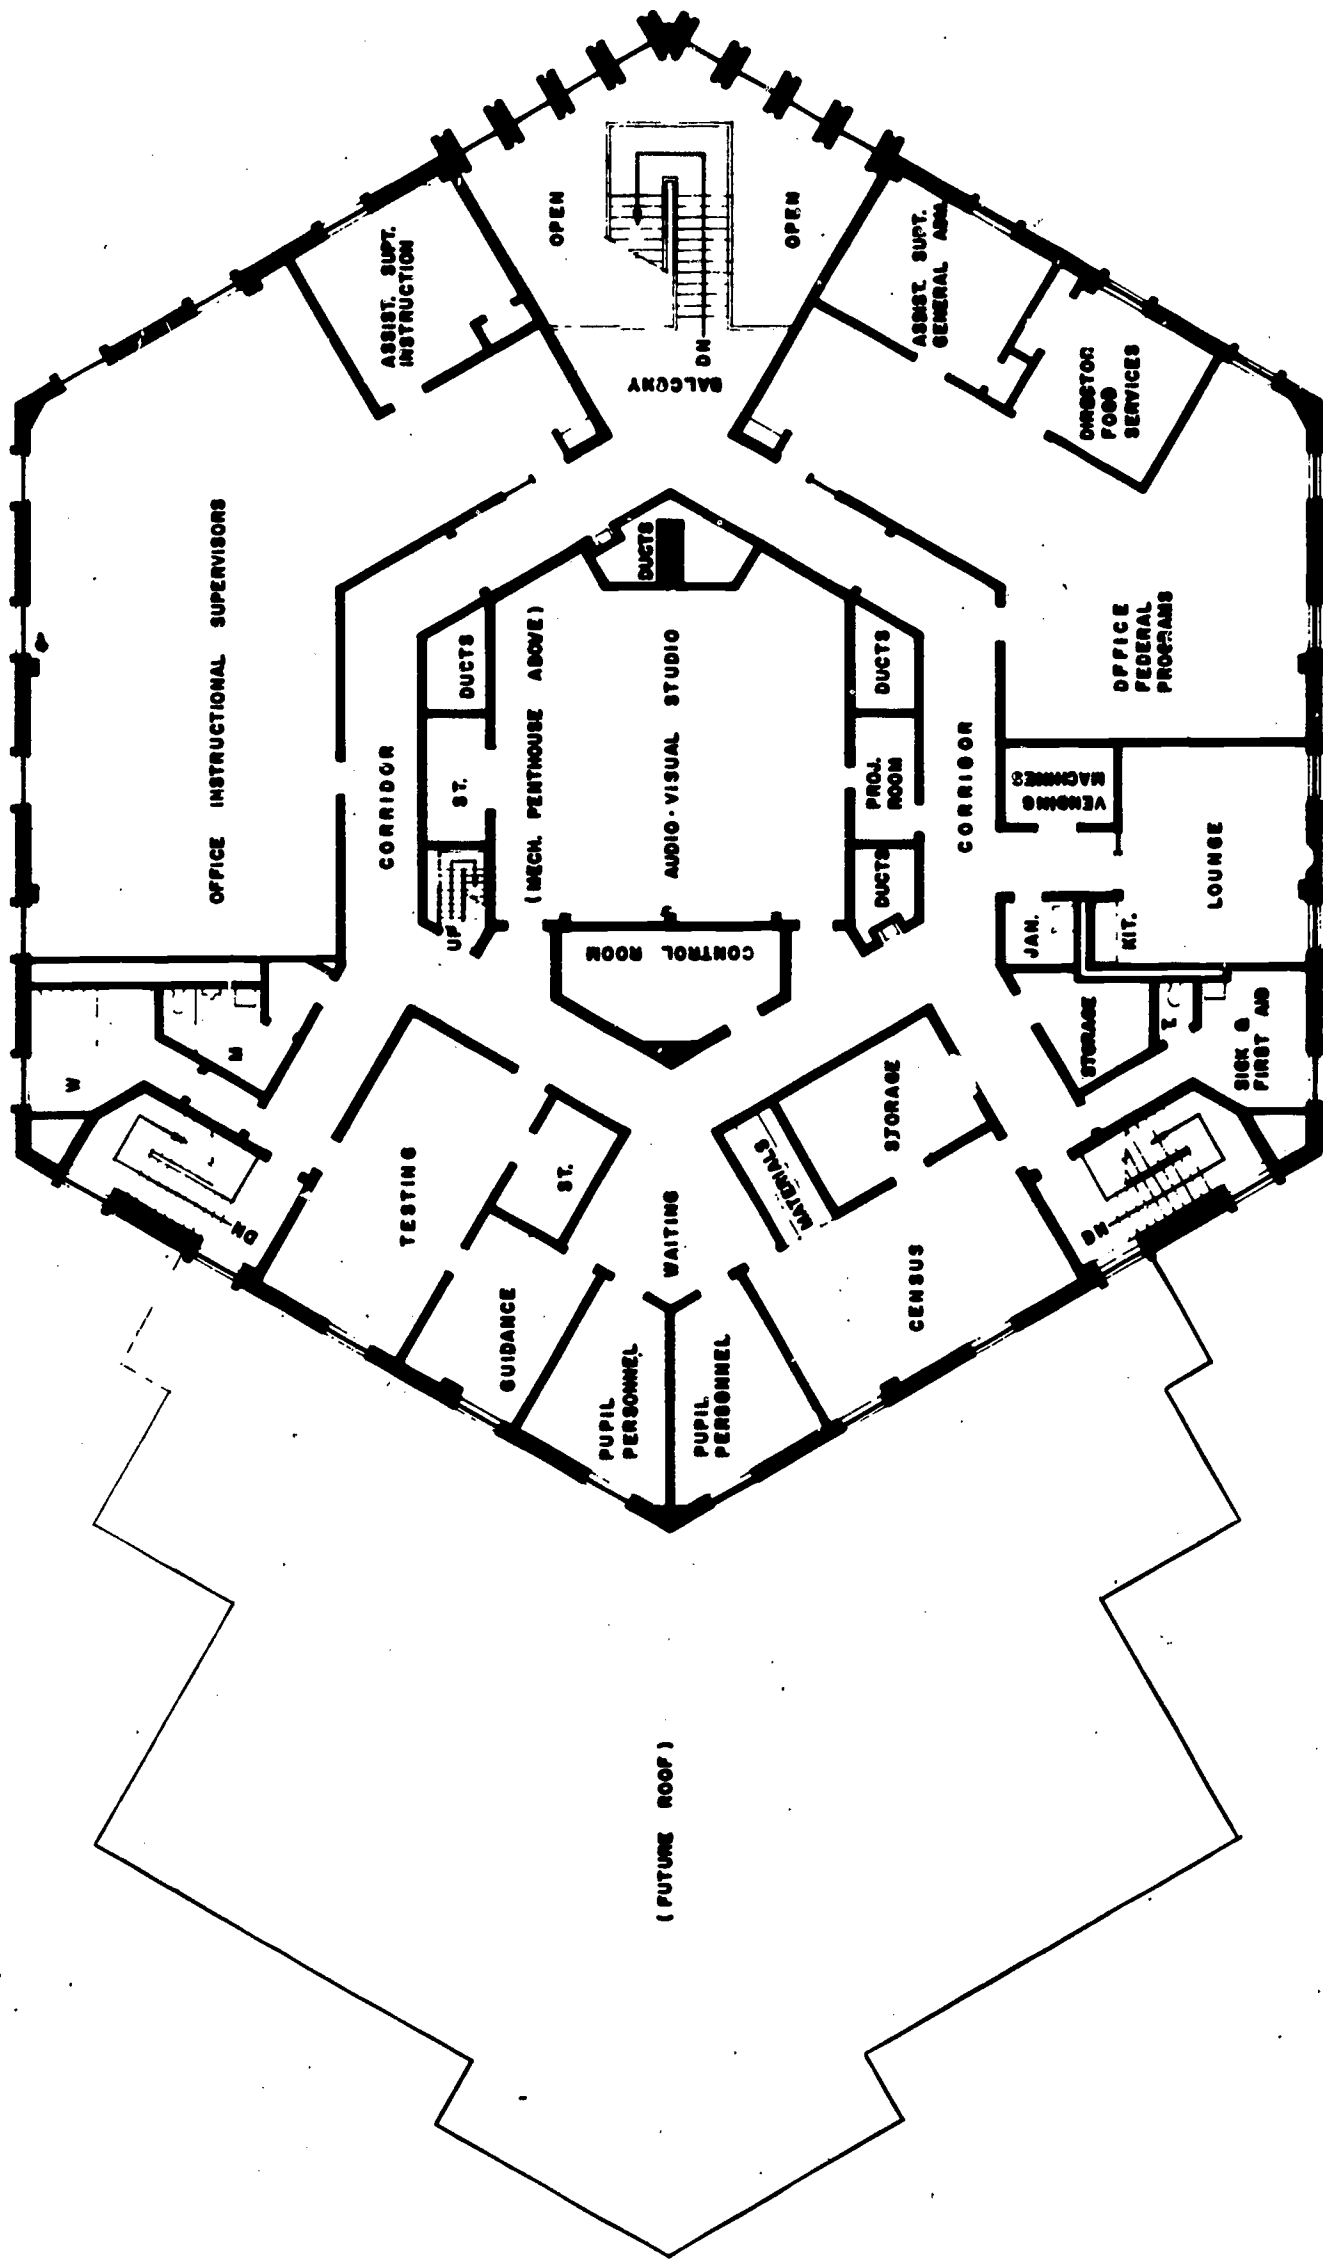 OPEN
OPEN
ASSIST. SUPT.
INSTRUCTION
ASSIST. SUPT.
GENERAL ADM.
DN
BALCONY
DIRECTOR
FOOD
SERVICES
OFFICE INSTRUCTIONAL SUPERVISORS
DUCTS
DUCTS
(MECH. PENTHOUSE ABOVE)
AUDIO-VISUAL STUDIO
DUCTS
OFFICE
FEDERAL
PROGRAMS
CORRIDOR
ST.
PROJ.
ROOM
CORRIDOR
VENDING
MACHINES
UP
DUCTS
LOUNGE
CONTROL ROOM
JAN.
KIT.
W
M
STORAGE
T.
SICK &
FIRST AID
STORAGE
TESTING
ST.
MATERIALS
DN
WAITING
DN
CENSUS
GUIDANCE
PUPIL
PERSONNEL
PUPIL
PERSONNEL
(FUTURE ROOF)